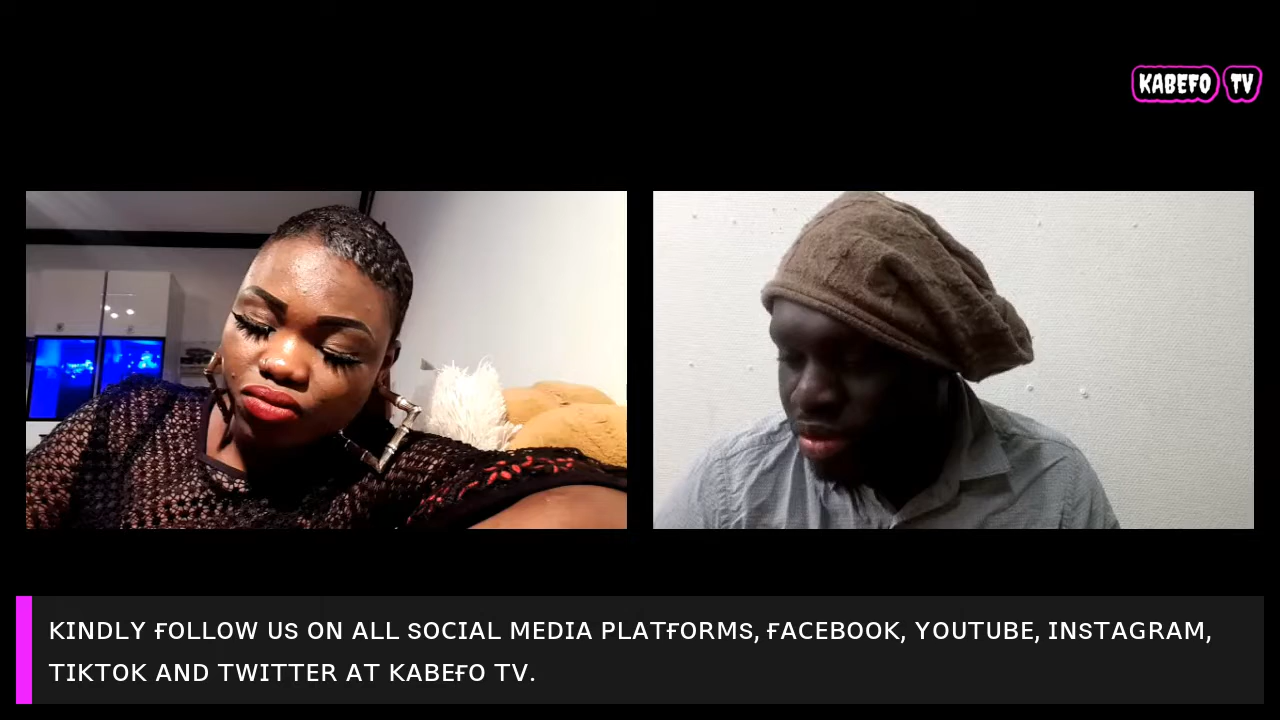 KABEFO TV
KINDLY FOLLOW US ON ALL SOCIAL MEDIA PLATFORMS, FACEBOOK, YOUTUBE, INSTAGRAM,
TIKTOK AND TWITTER AT KABEFO TV.